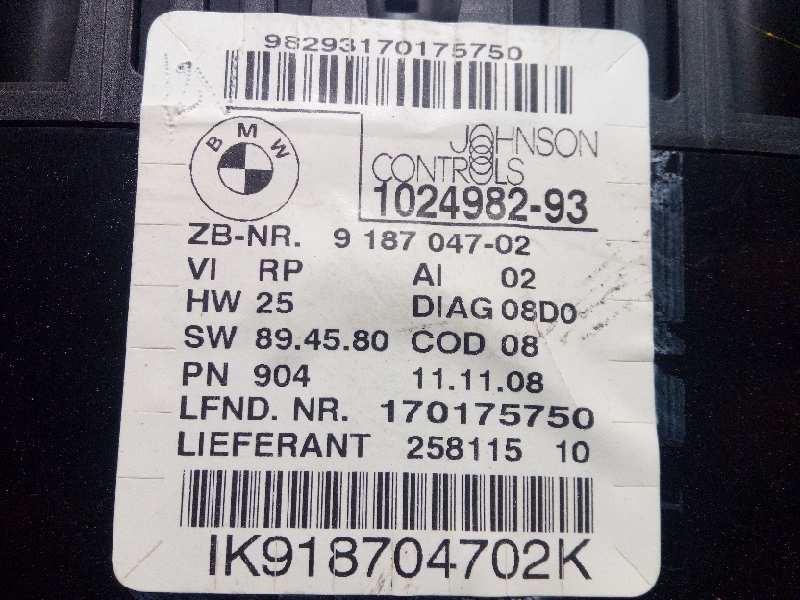 98293170175750
BMW
JOHNSON
CONTROLS
1024982-93
ZB-NR. 9 187 047-02
VI RP AI 02
HW 25 DIAG 08D0
SW 89.45.80 COD 08
PN 904 11.11.08
LFND. NR. 170175750
LIEFERANT 258115 10
IK918704702K